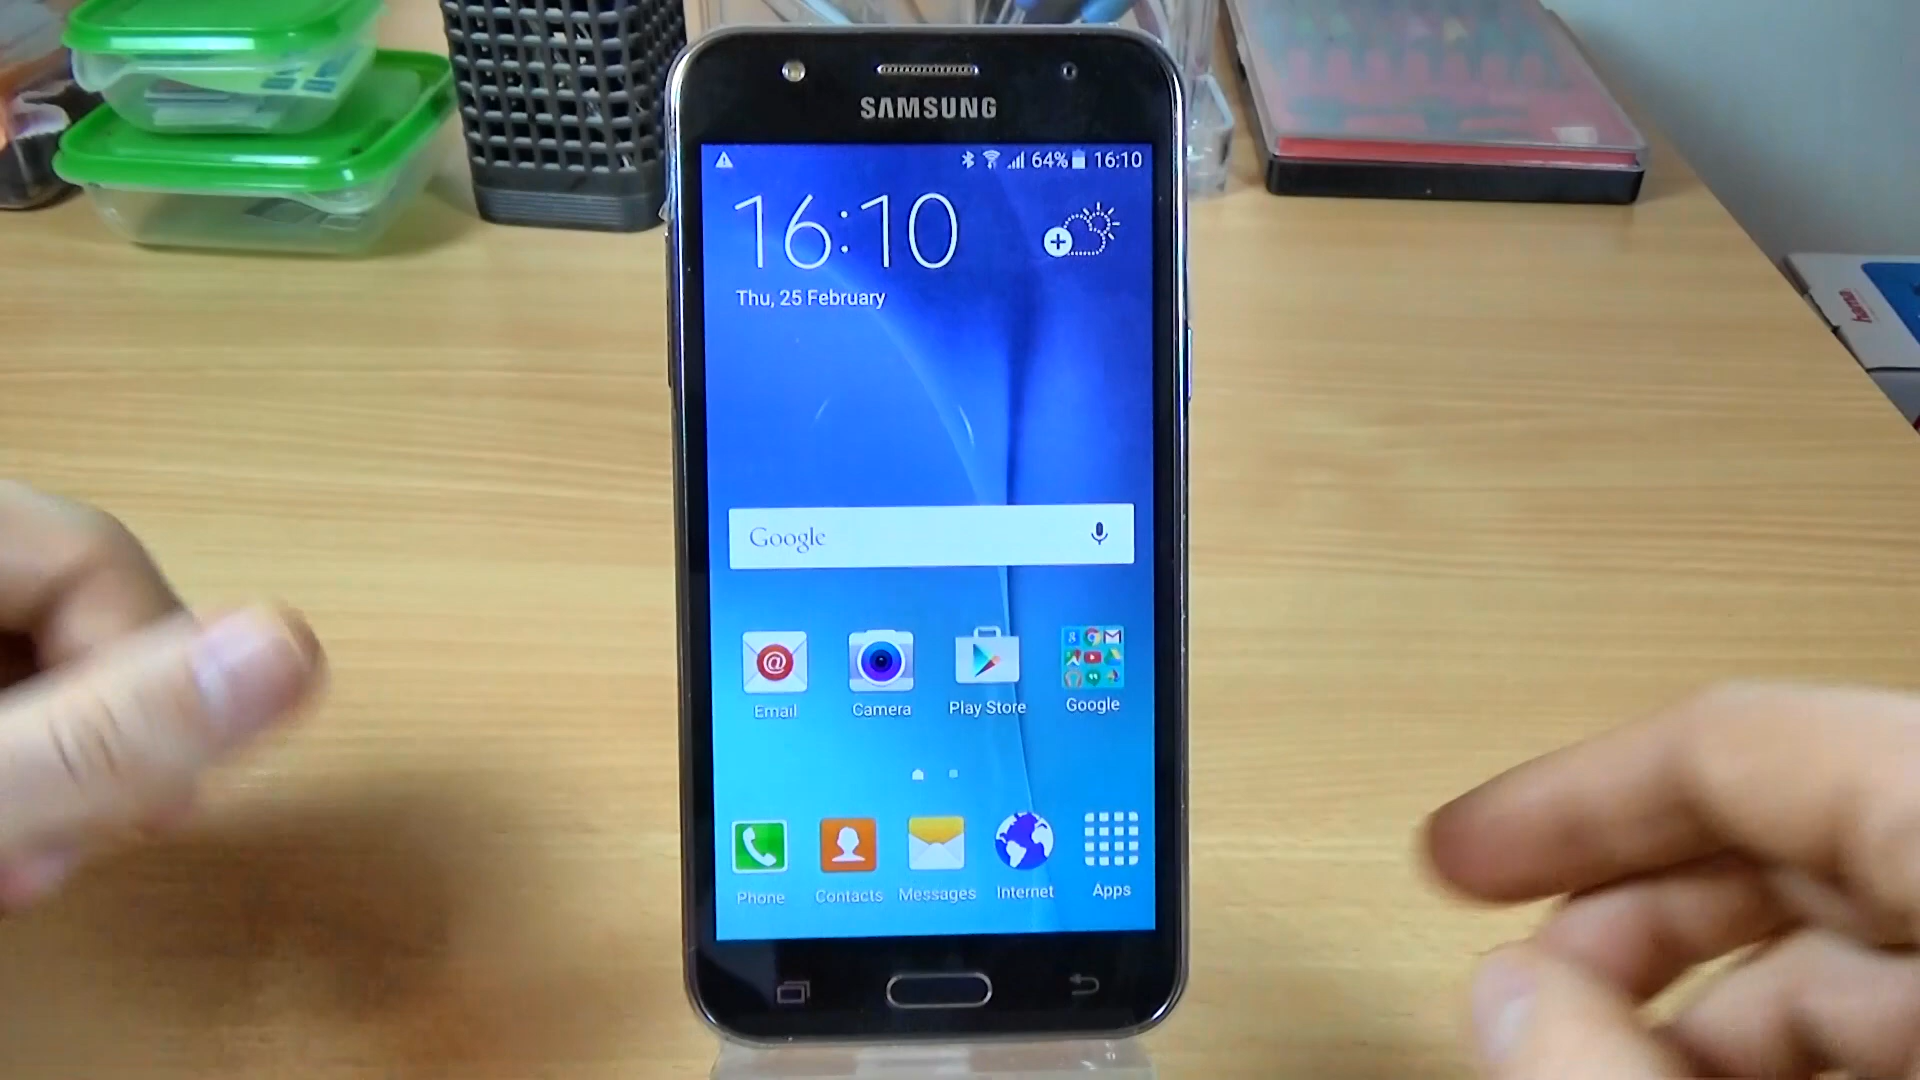 SAMSUNG
64% 16:10
16:10
Thu, 25 February
Google
Email Camera Play Store Google
Phone Contacts Messages Internet Apps
hama